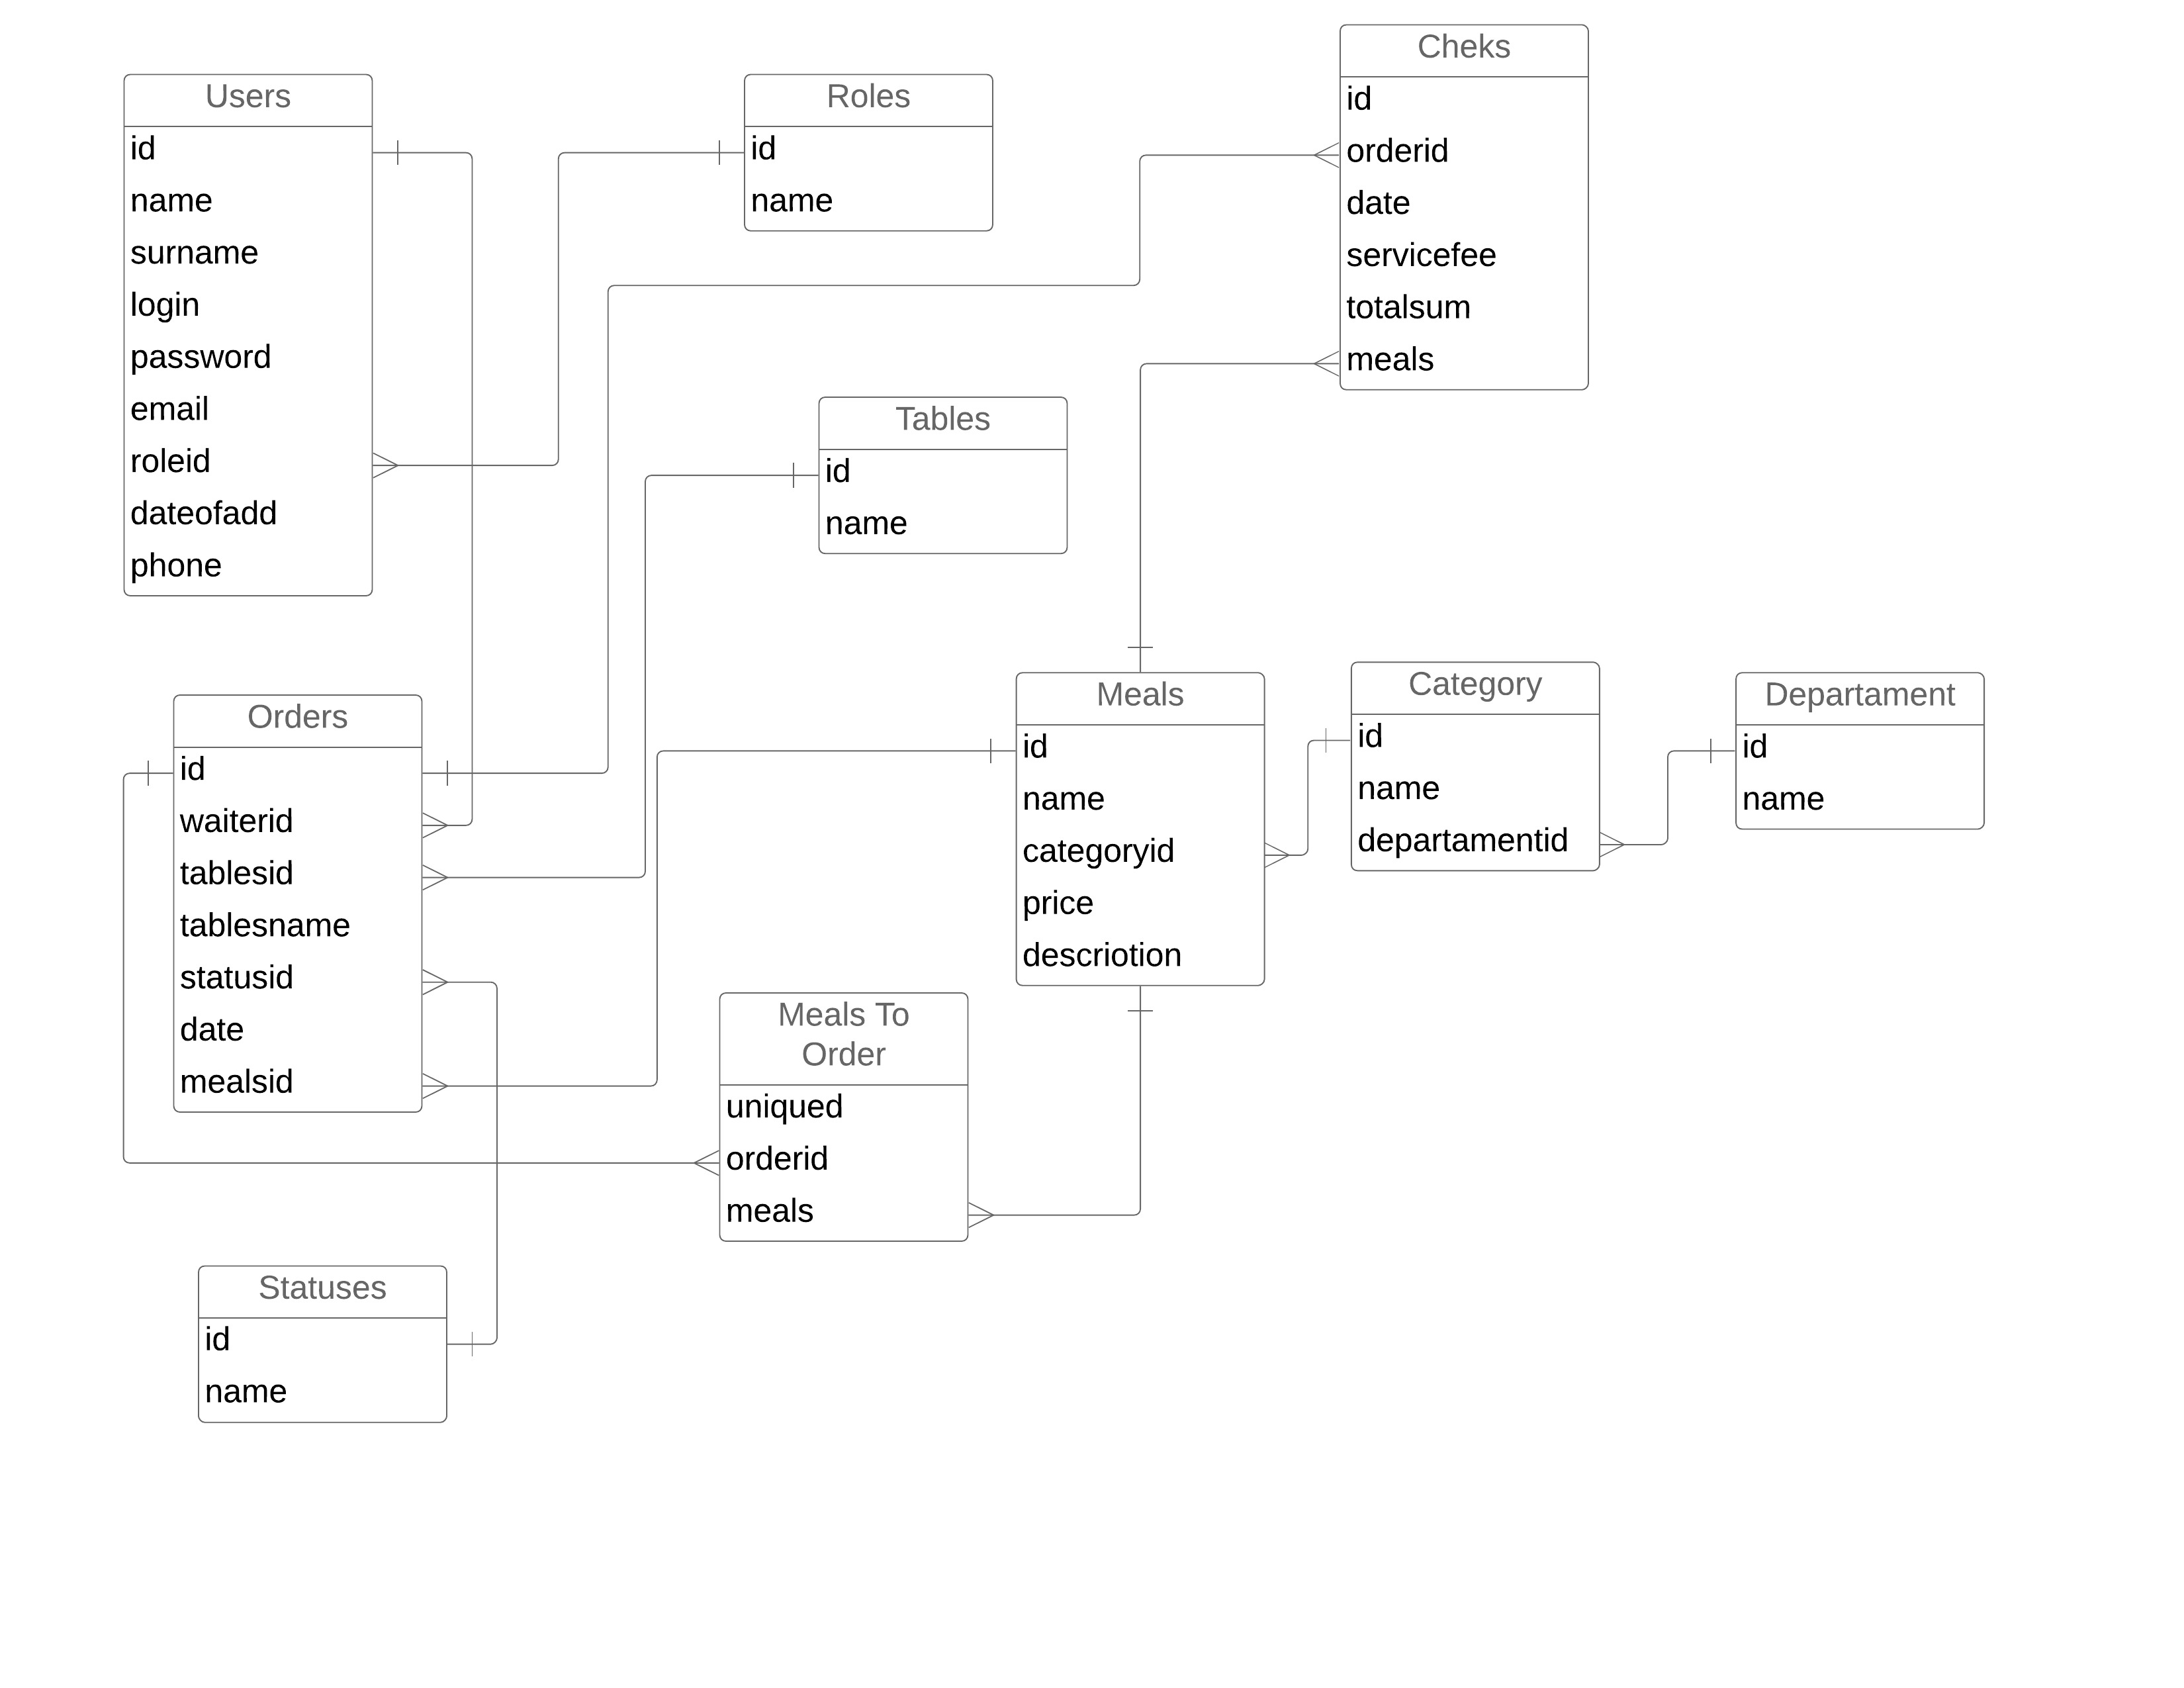 Users
id
name
surname
login
password
email
roleid
dateofadd
phone
Roles
id
name
Cheks
id
orderid
date
servicefee
totalsum
meals
Tables
id
name
Orders
id
waiterid
tablesid
tablesname
statusid
date
mealsid
Meals
id
name
categoryid
price
descriotion
Category
id
name
departamentid
Departament
id
name
Meals To
Order
uniqued
orderid
meals
Statuses
id
name